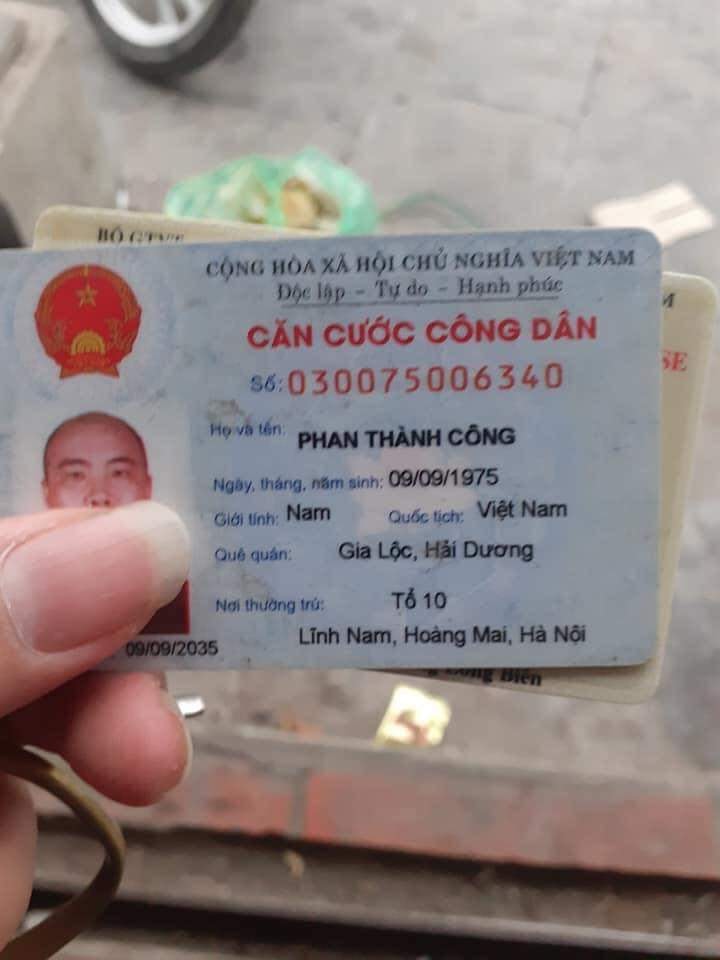 BỘ GTVT
CỘNG HÒA XÃ HỘI CHỦ NGHĨA VIỆT NAM
Độc lập - Tự do - Hạnh phúc
CĂN CƯỚC CÔNG DÂN
Số: 030075006340
Họ và tên: PHAN THÀNH CÔNG
Ngày, tháng, năm sinh: 09/09/1975
Giới tính: Nam Quốc tịch: Việt Nam
Quê quán: Gia Lộc, Hải Dương
Nơi thường trú: Tổ 10
Lĩnh Nam, Hoàng Mai, Hà Nội
09/09/2035
M
SE